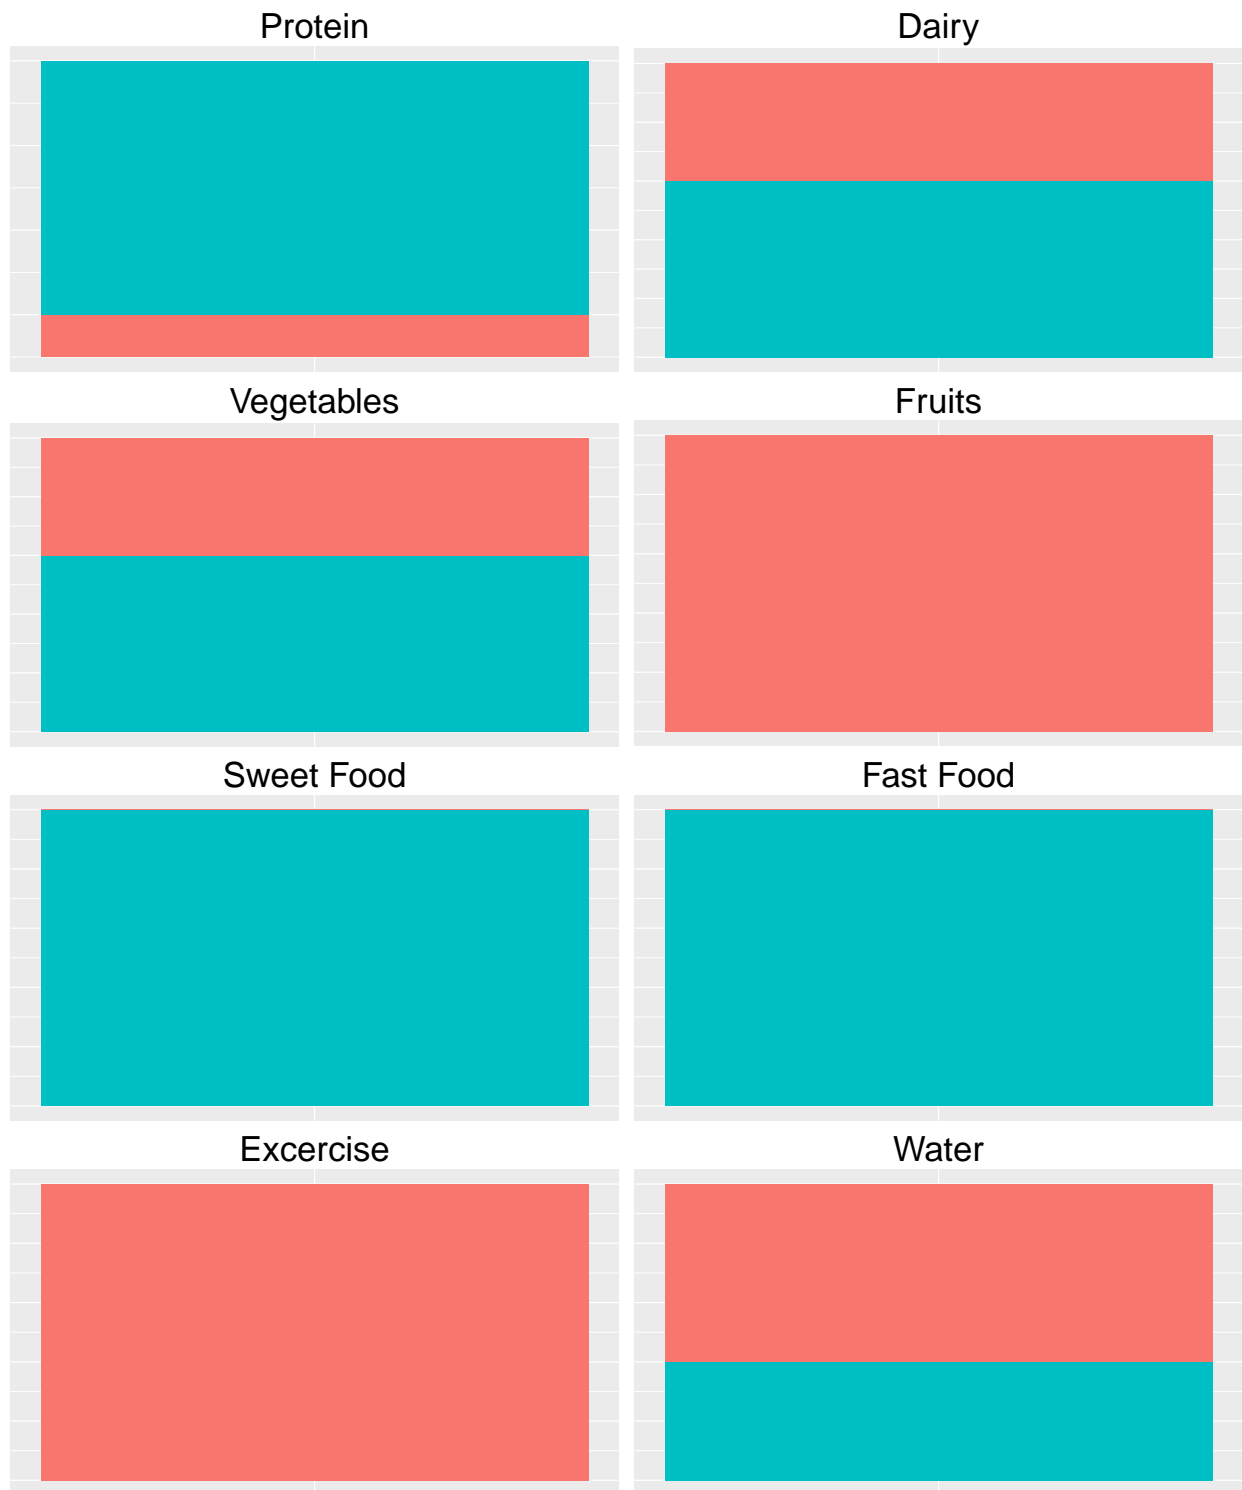 Protein
Dairy
Vegetables
Fruits
Sweet Food
Fast Food
Excercise
Water